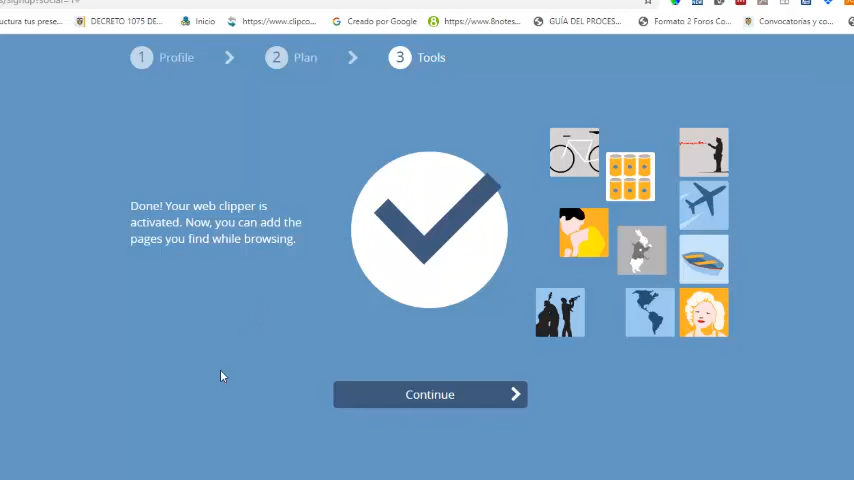 ructura tus prese... DECRETO 1075 DE... Inicio https://www.clipco... Creado por Google https://www.8notes... GUÍA DEL PROCES... Formato 2 Foros Co... Convocatorias y co...
1 Profile 2 Plan 3 Tools
Done! Your web clipper is
activated. Now, you can add the
pages you find while browsing.
Continue